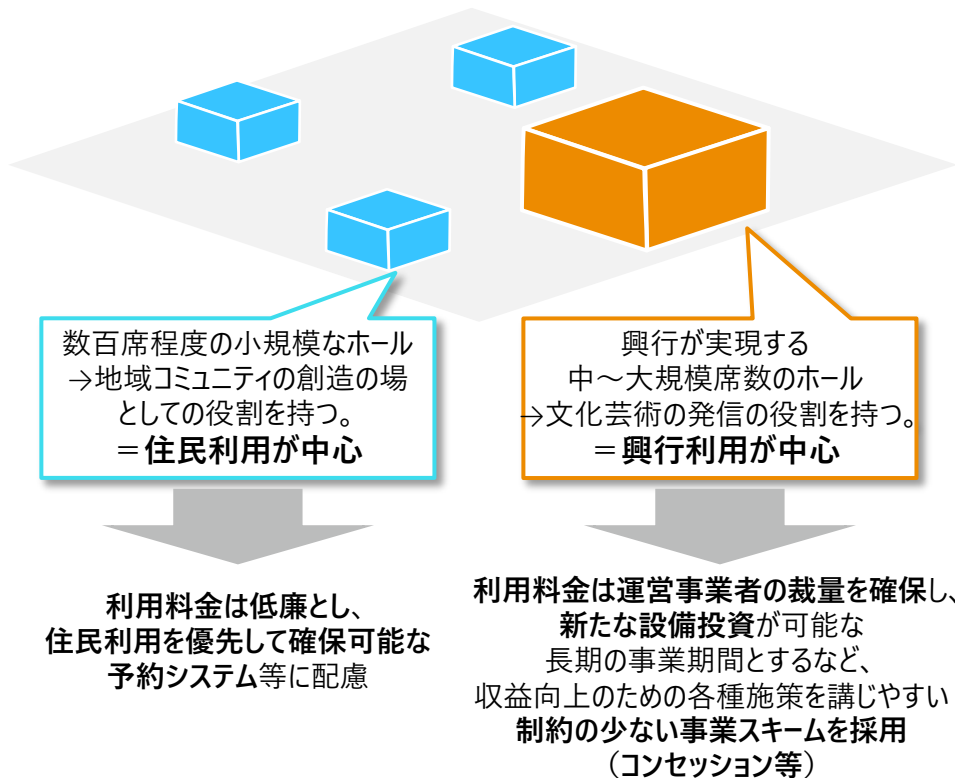 数百席程度の小規模なホール
→地域コミュニティの創造の場
としての役割を持つ。
＝住民利用が中心
興行が実現する
中～大規模席数のホール
→文化芸術の発信の役割を持つ。
＝興行利用が中心
利用料金は低廉とし、
住民利用を優先して確保可能な
予約システム等に配慮
利用料金は運営事業者の裁量を確保し、
新たな設備投資が可能な
長期の事業期間とするなど、
収益向上のための各種施策を講じやすい
制約の少ない事業スキームを採用
（コンセッション等）